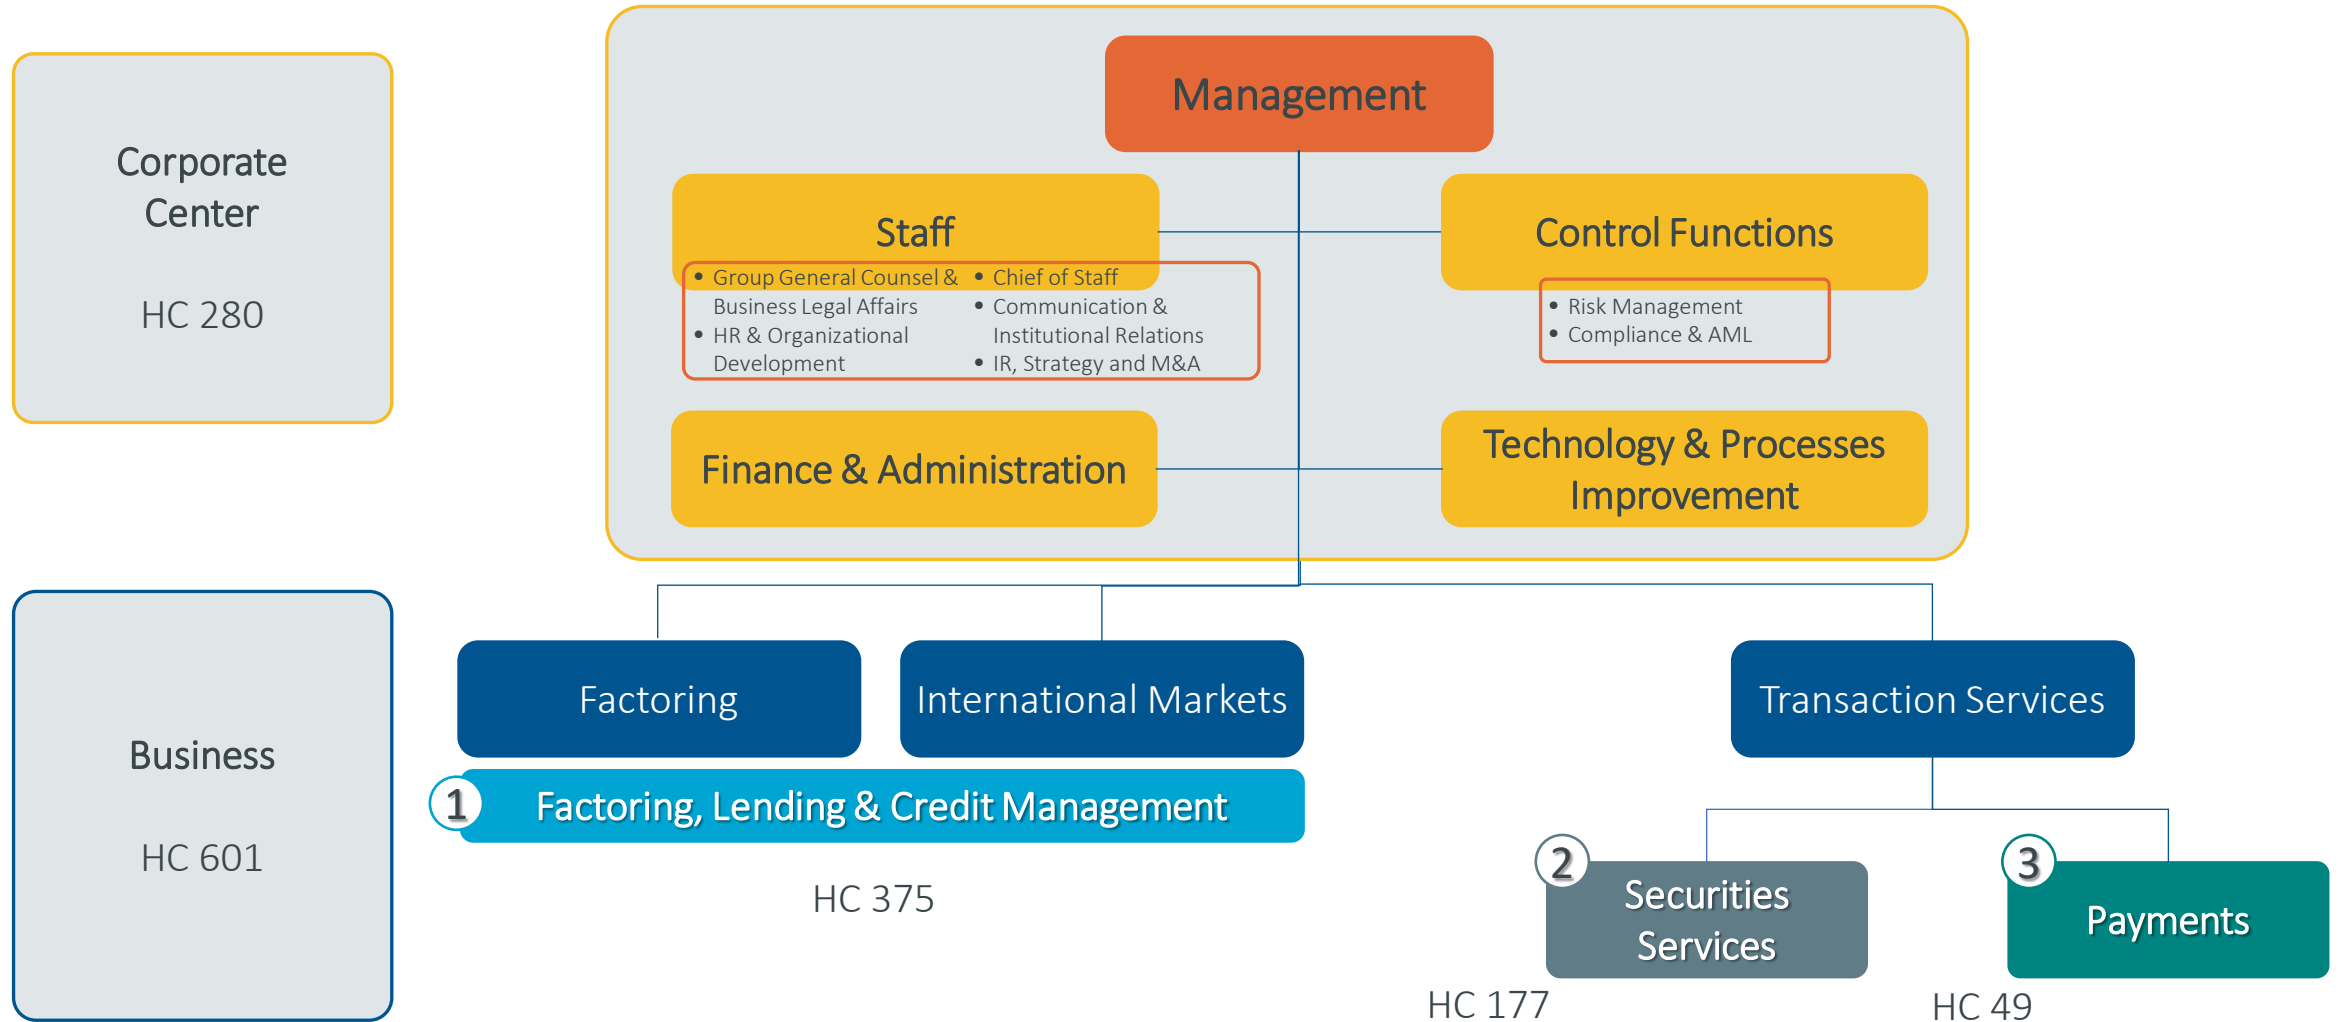 Corporate
Center
HC 280
Management
Staff
• Group General Counsel &
Business Legal Affairs
• HR & Organizational
Development
• Chief of Staff
• Communication &
Institutional Relations
• IR, Strategy and M&A
Control Functions
• Risk Management
• Compliance & AML
Finance & Administration
Technology & Processes
Improvement
Business
HC 601
Factoring
International Markets
Transaction Services
1
Factoring, Lending & Credit Management
HC 375
2
Securities
Services
HC 177
3
Payments
HC 49